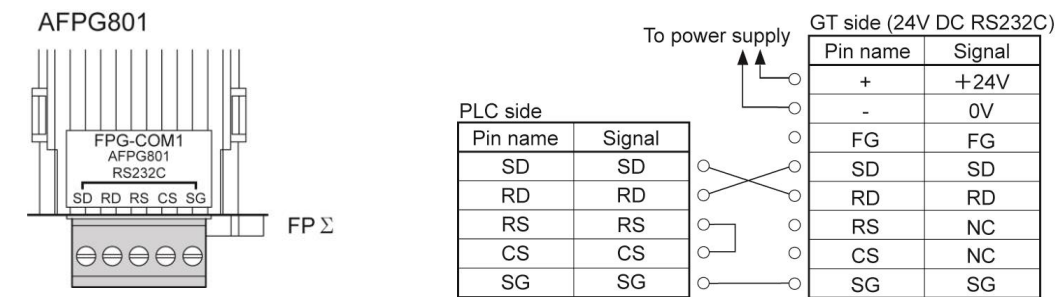 AFPG801
FPG-COM1
AFPG801
RS232C
SD RD RS CS SG
FPΣ
To power supply
PLC side
Pin name Signal
SD SD
RD RD
RS RS
CS CS
SG SG
GT side (24V DC RS232C)
Pin name Signal
+ +24V
- 0V
FG FG
SD SD
RD RD
RS NC
CS NC
SG SG